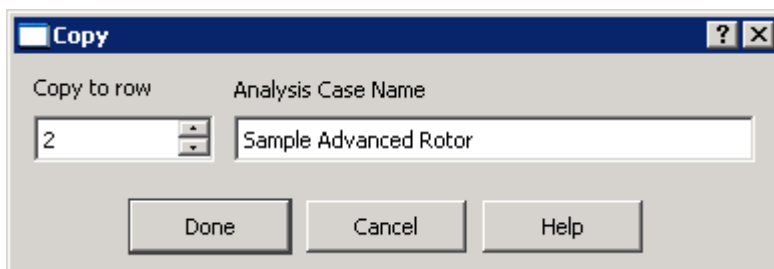 Copy
Copy to row Analysis Case Name
2 Sample Advanced Rotor
Done Cancel Help